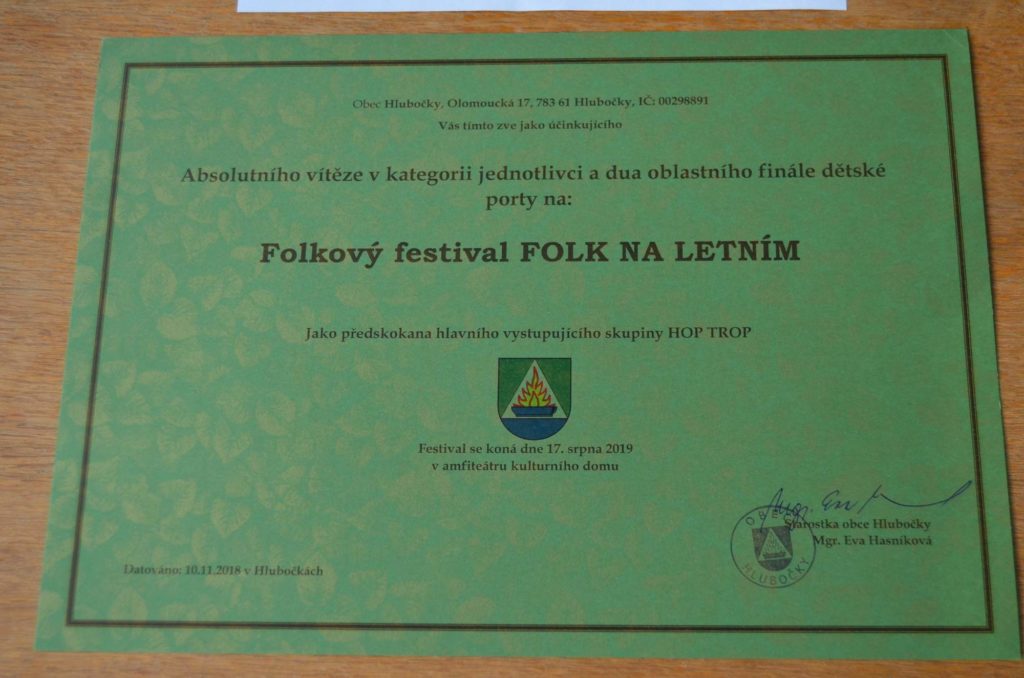 Obec Hlubočky, Olomoucká 17, 783 61 Hlubočky, IČ: 00298891
Vás tímto zve jako účinkujícího
Absolutního vítěze v kategorii jednotlivci a dua oblastního finále dětské
porty na:
Folkový festival FOLK NA LETNÍM
Jako předskokana hlavního vystupujícího skupiny HOP TROP
Festival se koná dne 17. srpna 2019
v amfiteátru kulturního domu
Mgr.
Starostka obce Hlubočky
Mgr. Eva Hasníková
OBEC
HLUBOČKY
Datováno: 10.11.2018 v Hlubočkách